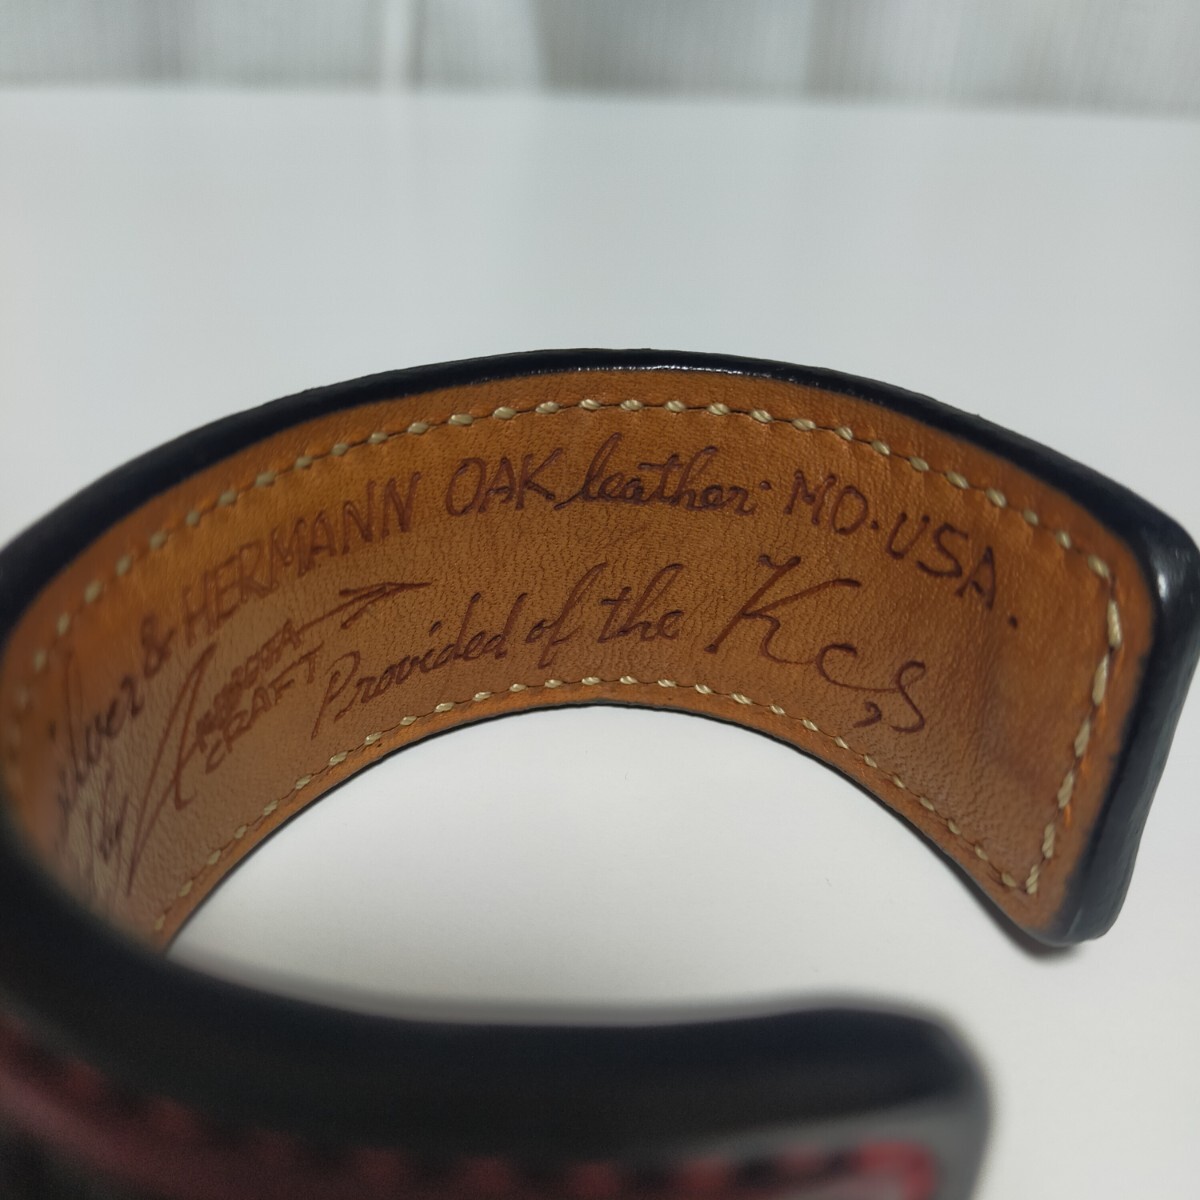 & HERMANN OAK leather· MO·USA.
CRAFT
Provided of the Kc,s